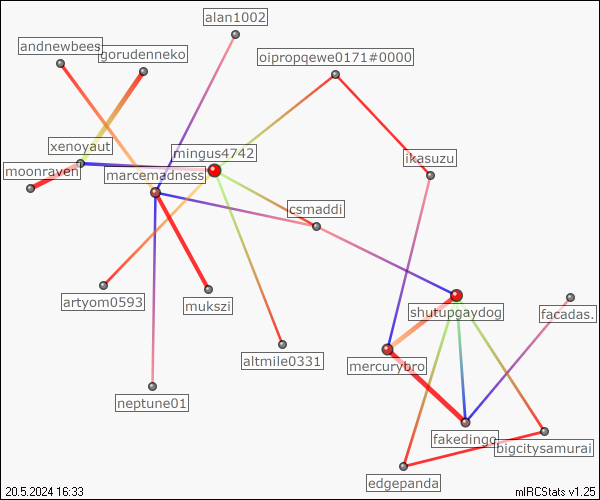 alan1002
andnewbees
gorudenneko
oipropqewe0171#0000
xenoyaut
mingus4742
ikasuzu
moonraven
marcemadness
csmaddi
artyom0593
mukszi
shutupgaydog
facadas.
altmile0331
mercurybro
neptune01
fakedingo
bigcitysamurai
edgepanda
20.5.2024 16:33
mIRCStats v1.25